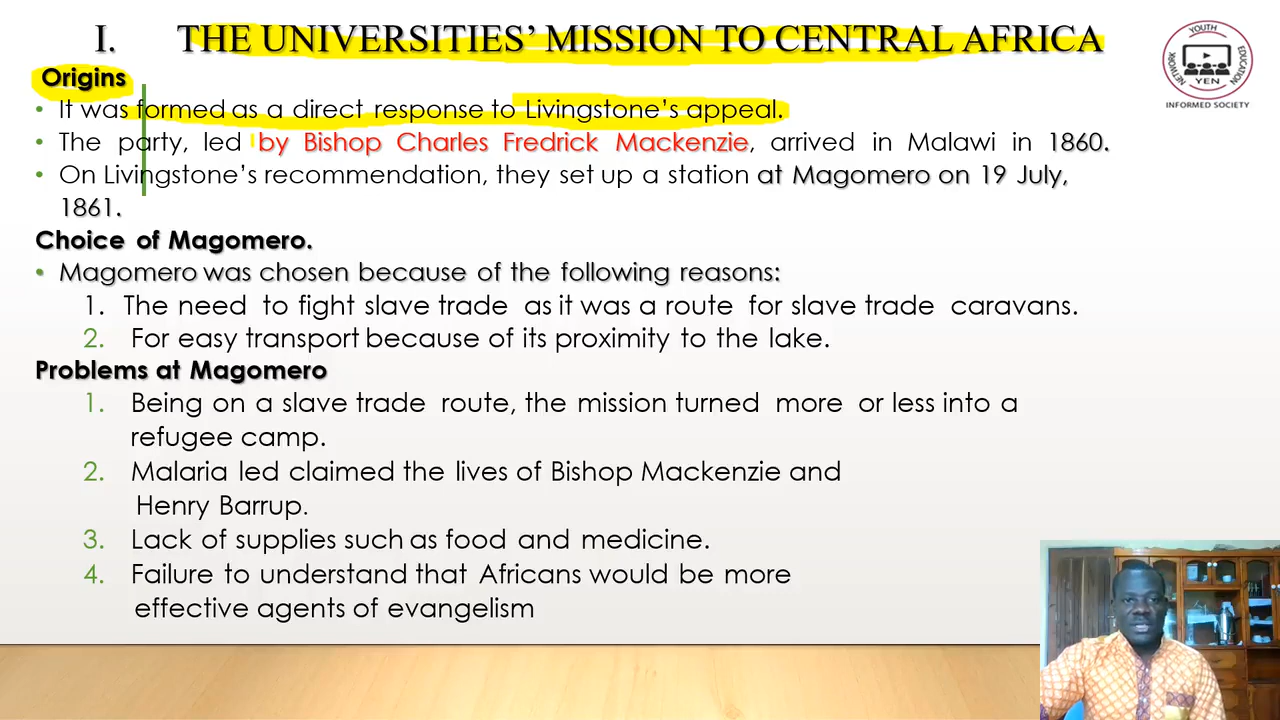 I. THE UNIVERSITIES' MISSION TO CENTRAL AFRICA
Origins
• It was formed as a direct response to Livingstone's appeal.
• The party, led by Bishop Charles Fredrick Mackenzie, arrived in Malawi in 1860.
• On Livingstone's recommendation, they set up a station at Magomero on 19 July,
1861.
Choice of Magomero.
• Magomero was chosen because of the following reasons:
1. The need to fight slave trade as it was a route for slave trade caravans.
2. For easy transport because of its proximity to the lake.
Problems at Magomero
1. Being on a slave trade route, the mission turned more or less into a
refugee camp.
2. Malaria led claimed the lives of Bishop Mackenzie and
Henry Barrup.
3. Lack of supplies such as food and medicine.
4. Failure to understand that Africans would be more
effective agents of evangelism
YOUTH
EDUCATION
NETWORK
YEN
INFORMED SOCIETY